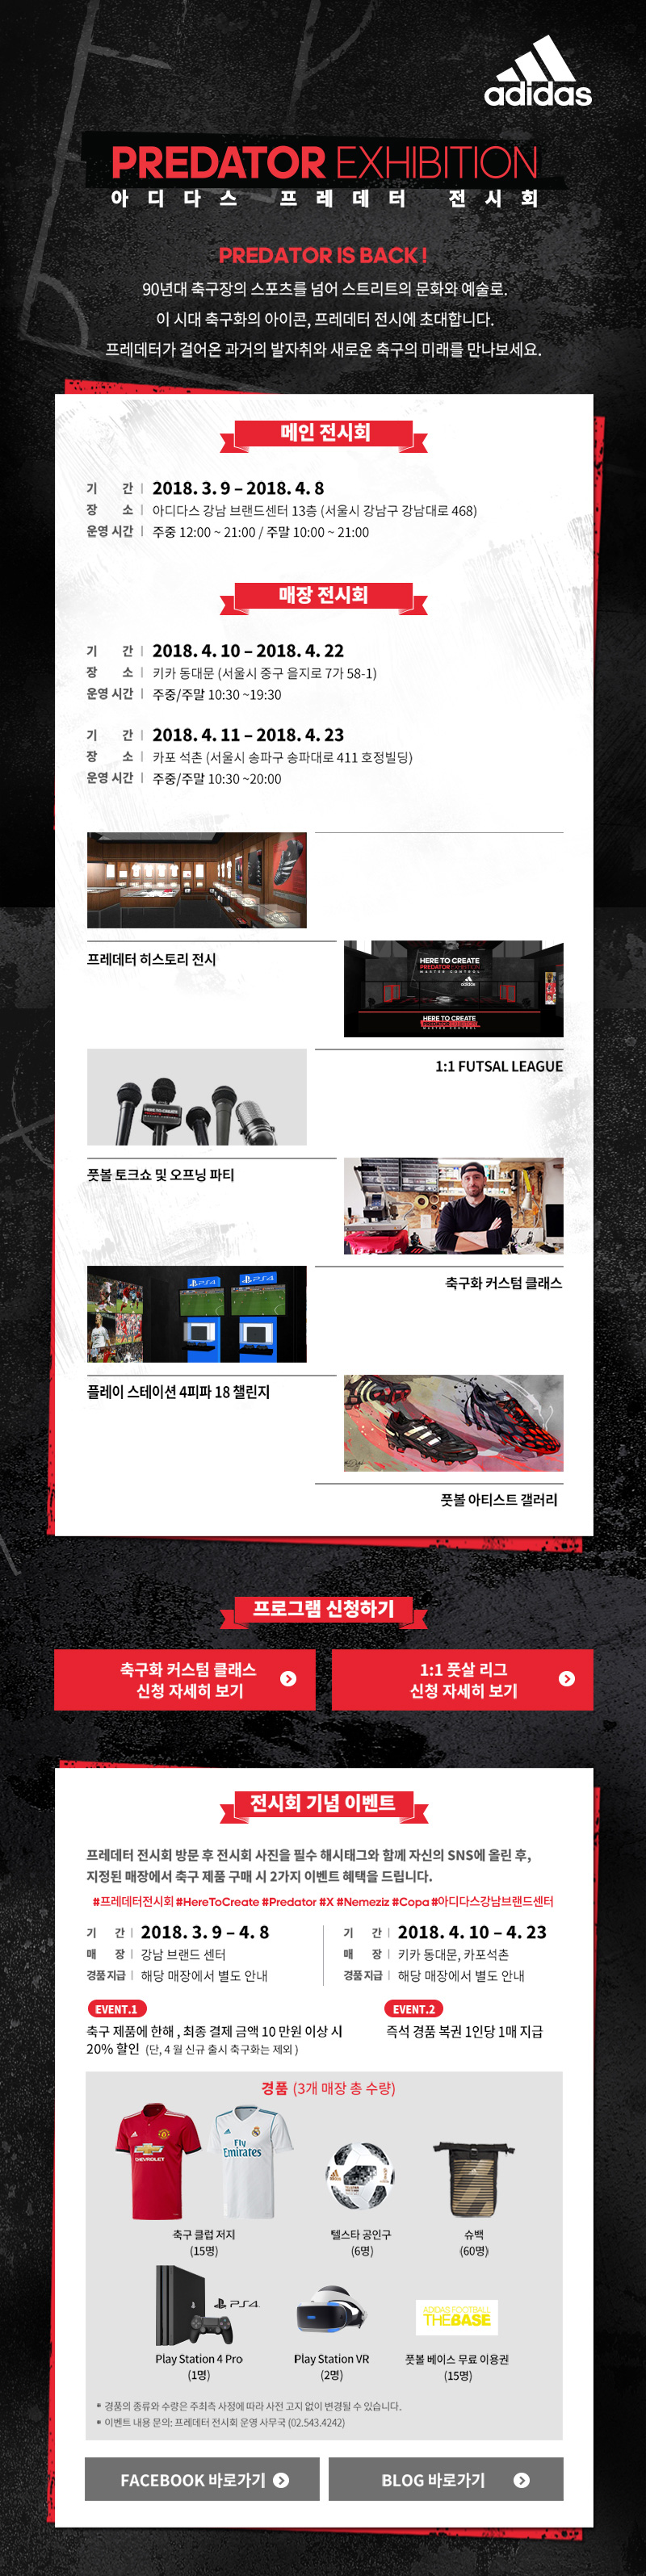 adidas
PREDATOR EXHIBITION
아디다스 프레데터 전시회
PREDATOR IS BACK !
90년대 축구장의 스포츠를 넘어 스트리트의 문화와 예술로.
이 시대 축구화의 아이콘, 프레데터 전시에 초대합니다.
프레데터가 걸어온 과거의 발자취와 새로운 축구의 미래를 만나보세요.
메인 전시회
기 간 | 2018. 3. 9 – 2018. 4. 8
장 소 | 아디다스 강남 브랜드센터 13층 (서울시 강남구 강남대로 468)
운영 시간 | 주중 12:00 ~ 21:00 / 주말 10:00 ~ 21:00
매장 전시회
기 간 | 2018. 4. 10 – 2018. 4. 22
장 소 | 키카 동대문 (서울시 중구 을지로 7가 58-1)
운영 시간 | 주중/주말 10:30 ~19:30
기 간 | 2018. 4. 11 – 2018. 4. 23
장 소 | 카포 석촌 (서울시 송파구 송파대로 411 호정빌딩)
운영 시간 | 주중/주말 10:30 ~20:00
프레데터 히스토리 전시
HERE TO CREATE
PREDATOR EXHIBITION
MASTER CONTROL
adidas
HERE TO CREATE
1:1 FUTSAL LEAGUE
HERE TO CREATE
풋볼 토크쇼 및 오프닝 파티
축구화 커스텀 클래스
PS4
PS4
플레이 스테이션 4피파 18 챌린지
풋볼 아티스트 갤러리
프로그램 신청하기
축구화 커스텀 클래스
신청 자세히 보기
1:1 풋살 리그
신청 자세히 보기
전시회 기념 이벤트
프레데터 전시회 방문 후 전시회 사진을 필수 해시태그와 함께 자신의 SNS에 올린 후,
지정된 매장에서 축구 제품 구매 시 2가지 이벤트 혜택을 드립니다.
#프레데터전시회 #HereToCreate #Predator #X #Nemeziz #Copa #아디다스강남브랜드센터
기 간 | 2018. 3. 9 – 4. 8
매 장 | 강남 브랜드 센터
경품지급 | 해당 매장에서 별도 안내
기 간 | 2018. 4. 10 – 4. 23
매 장 | 키카 동대문, 카포석촌
경품지급 | 해당 매장에서 별도 안내
EVENT.1
축구 제품에 한해 , 최종 결제 금액 10 만원 이상 시
20% 할인 (단, 4 월 신규 출시 축구화는 제외 )
EVENT.2
즉석 경품 복권 1인당 1매 지급
경품 (3개 매장 총 수량)
CHEVROLET
Fly
Emirates
축구 클럽 저지
(15명)
텔스타 공인구
(6명)
슈백
(60명)
PS4
Play Station 4 Pro
(1명)
Play Station VR
(2명)
ADIDAS FOOTBALL
THE BASE
풋볼 베이스 무료 이용권
(15명)
* 경품의 종류와 수량은 주최측 사정에 따라 사전 고지 없이 변경될 수 있습니다.
* 이벤트 내용 문의: 프레데터 전시회 운영 사무국 (02.543.4242)
FACEBOOK 바로가기
BLOG 바로가기